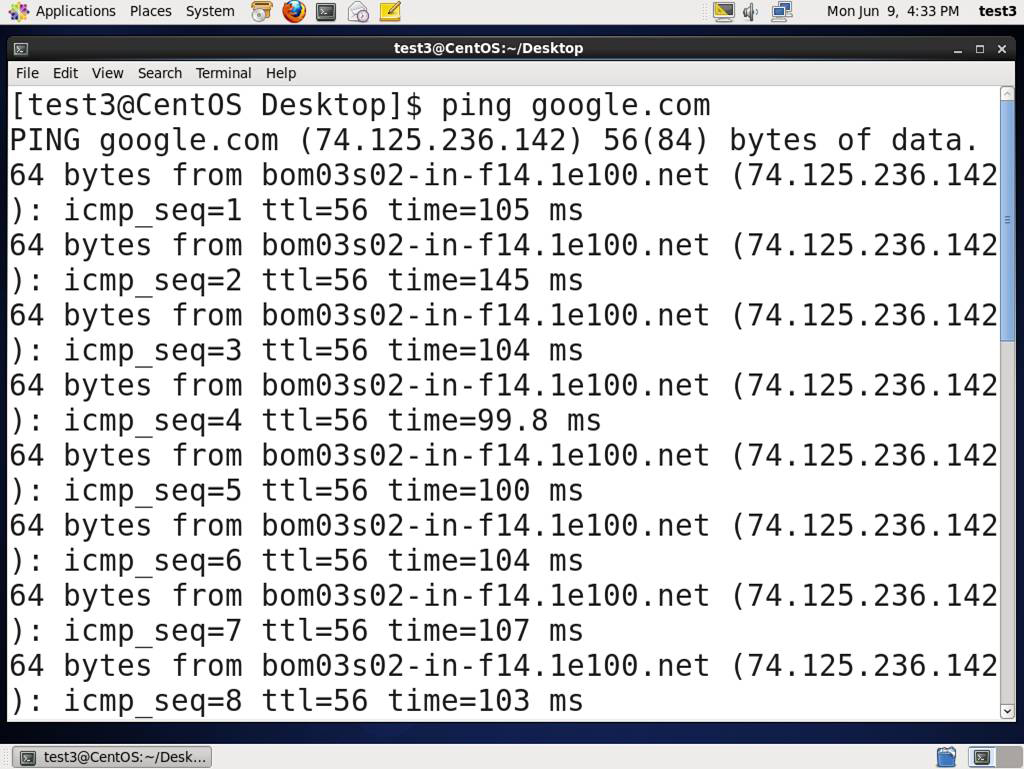 Applications Places System Mon Jun 9, 4:33 PM test3
test3@CentOS:~/Desktop
File Edit View Search Terminal Help
[test3@CentOS Desktop]$ ping google.com
PING google.com (74.125.236.142) 56(84) bytes of data.
64 bytes from bom03s02-in-f14.1e100.net (74.125.236.142
): icmp_seq=1 ttl=56 time=105 ms
64 bytes from bom03s02-in-f14.1e100.net (74.125.236.142
): icmp_seq=2 ttl=56 time=145 ms
64 bytes from bom03s02-in-f14.1e100.net (74.125.236.142
): icmp_seq=3 ttl=56 time=104 ms
64 bytes from bom03s02-in-f14.1e100.net (74.125.236.142
): icmp_seq=4 ttl=56 time=99.8 ms
64 bytes from bom03s02-in-f14.1e100.net (74.125.236.142
): icmp_seq=5 ttl=56 time=100 ms
64 bytes from bom03s02-in-f14.1e100.net (74.125.236.142
): icmp_seq=6 ttl=56 time=104 ms
64 bytes from bom03s02-in-f14.1e100.net (74.125.236.142
): icmp_seq=7 ttl=56 time=107 ms
64 bytes from bom03s02-in-f14.1e100.net (74.125.236.142
): icmp_seq=8 ttl=56 time=103 ms
test3@CentOS:~/Desk...